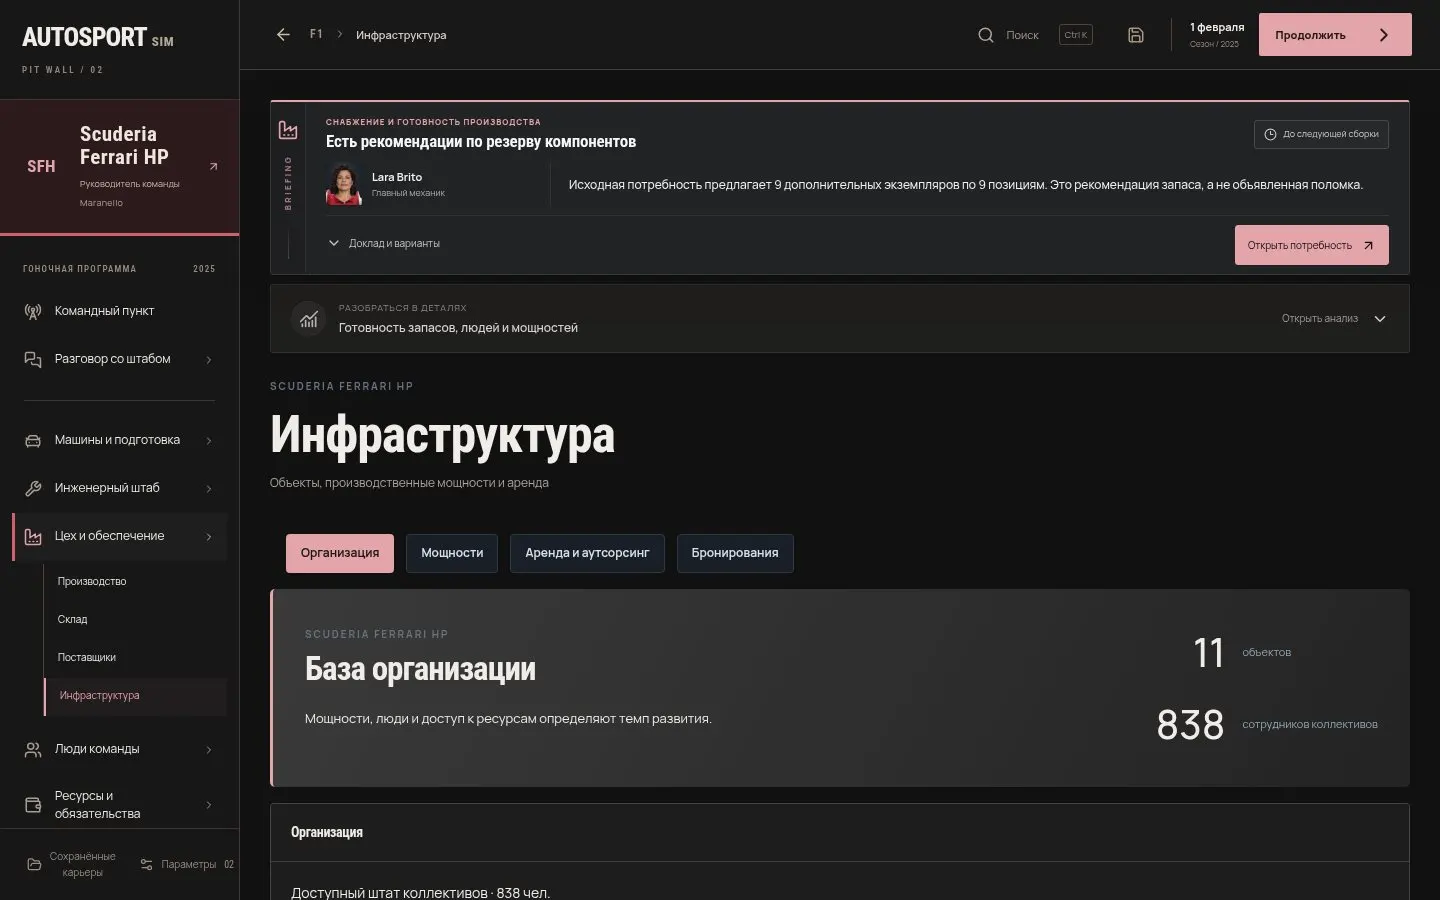 AUTOSPORT SIM
PIT WALL / 02
SFH
Scuderia
Ferrari HP
Руководитель команды
Maranello
ГОНОЧНАЯ ПРОГРАММА 2025
Командный пункт
Разговор со штабом
Машины и подготовка
Инженерный штаб
Цех и обеспечение
Производство
Склад
Поставщики
Инфраструктура
Люди команды
Ресурсы и
обязательства
Сохранённые
карьеры
Параметры 02
F1 Инфраструктура
Поиск Ctrl K
1 февраля
Сезон / 2025
Продолжить
BRIEFING
СНАБЖЕНИЕ И ГОТОВНОСТЬ ПРОИЗВОДСТВА
Есть рекомендации по резерву компонентов
До следующей сборки
Lara Brito
Главный механик
Исходная потребность предлагает 9 дополнительных экземпляров по 9 позициям. Это рекомендация запаса, а не объявленная поломка.
Доклад и варианты
Открыть потребность
РАЗОБРАТЬСЯ В ДЕТАЛЯХ
Готовность запасов, людей и мощностей
Открыть анализ
SCUDERIA FERRARI HP
Инфраструктура
Объекты, производственные мощности и аренда
Организация
Мощности
Аренда и аутсорсинг
Бронирования
SCUDERIA FERRARI HP
База организации
Мощности, люди и доступ к ресурсам определяют темп развития.
11 объектов
838 сотрудников коллективов
Организация
Доступный штат коллективов · 838 чел.